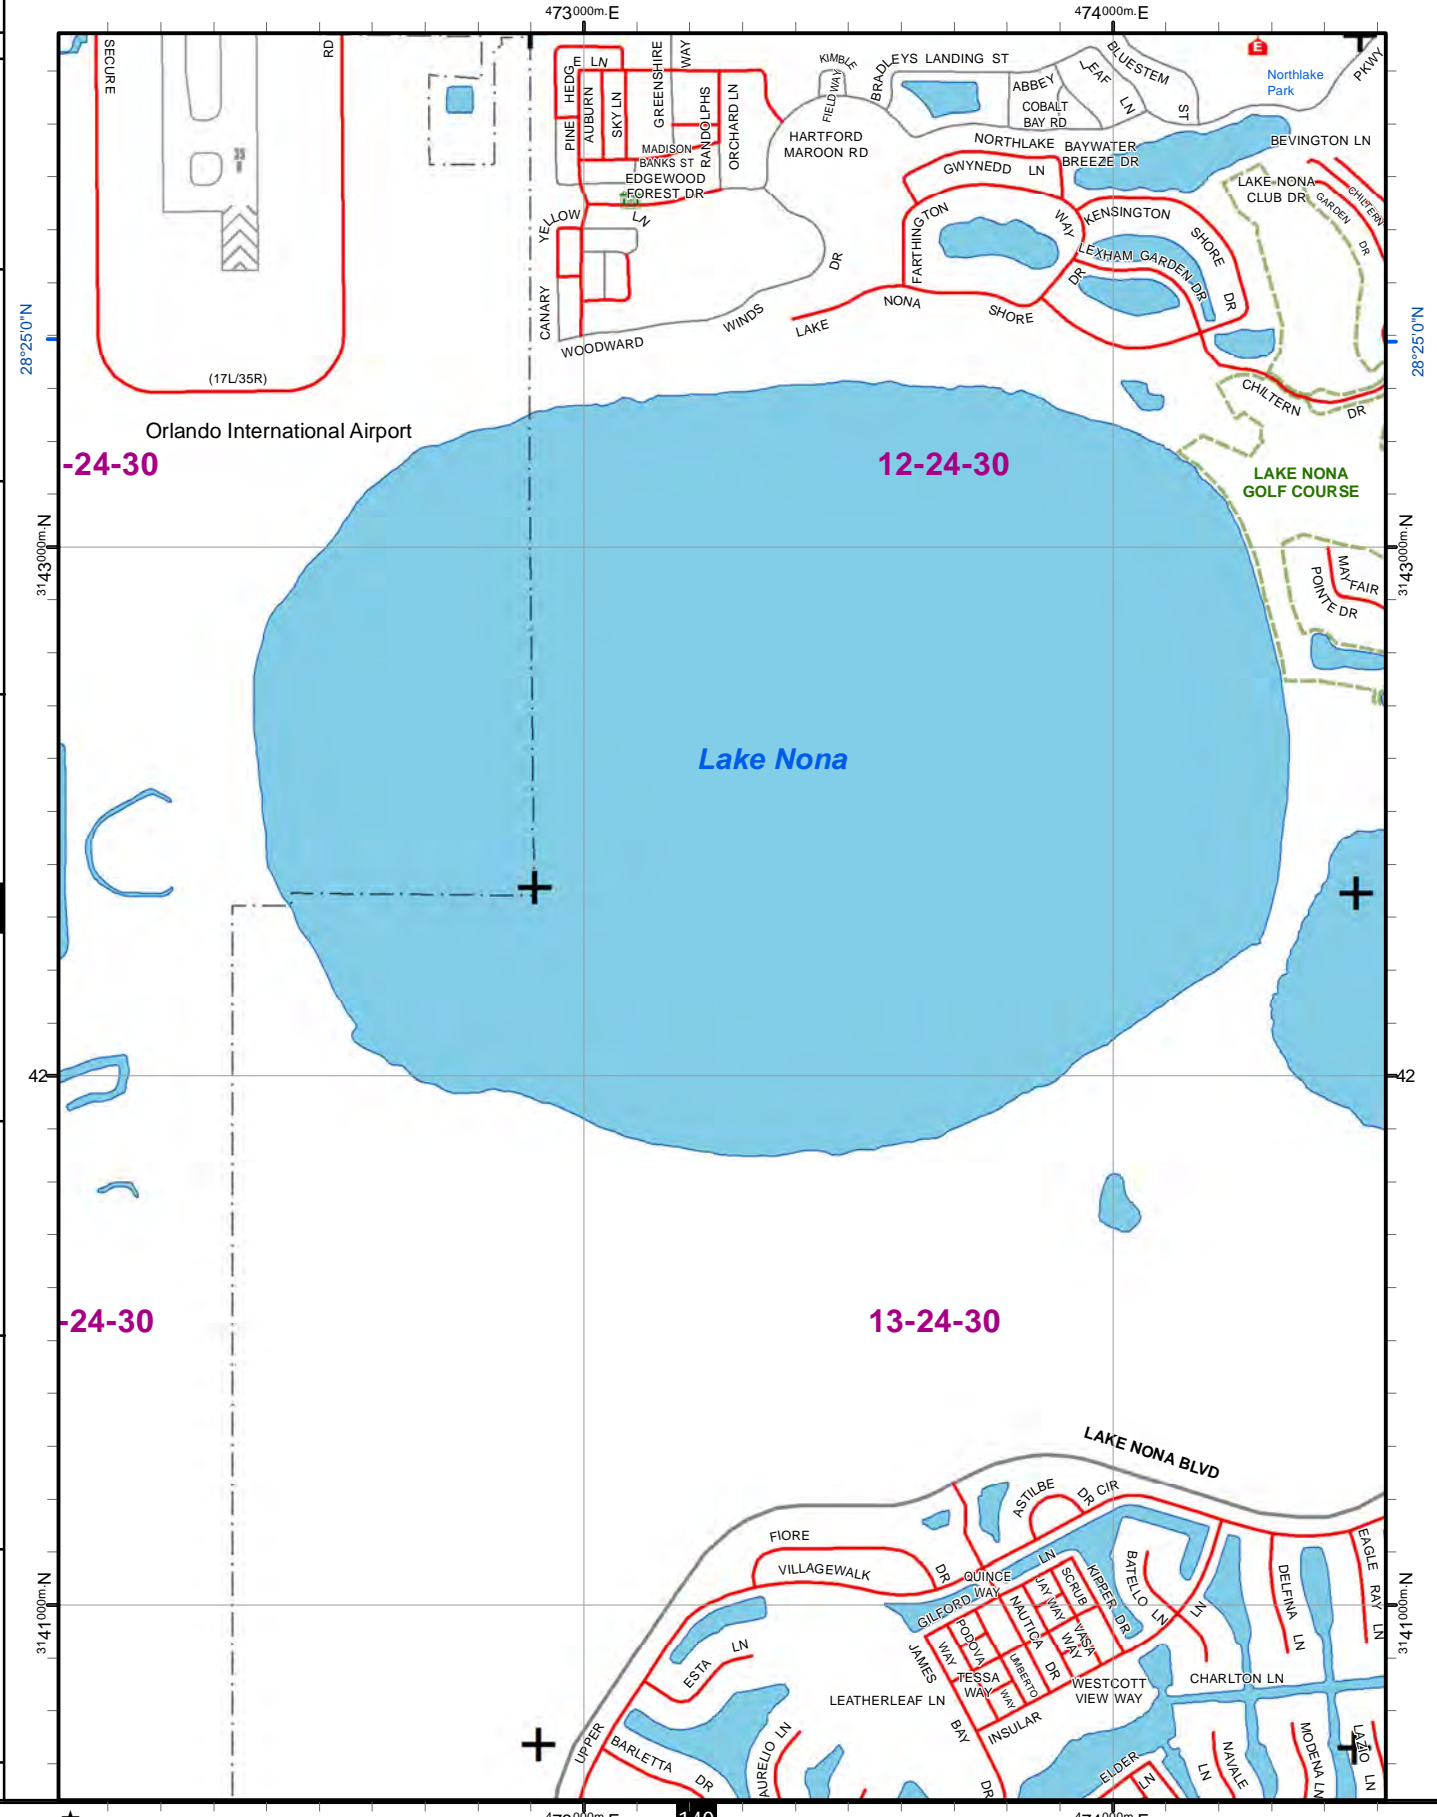 473000m.E
474000m.E
SECURE
RD
HEDG
E LN
PINE
AUBURN
SKY LN
GREENSHIRE
WAY
RANDOLPHS
ORCHARD LN
MADISON
BANKS ST
EDGEWOOD
FOREST DR
YELLOW
LN
CANARY
WOODWARD
WINDS
DR
KIMBLE
FIELD WAY
BRADL
EYS LANDING ST
HARTFORD
MAROON RD
ABBEY
COBALT
BAY RD
LEAF
LN
BLUESTEM
ST
E
Northlake
Park
PKWY
NORTHLAKE
BAYWATER
BREEZE DR
BEVINGTON LN
GWYNEDD LN
FARTHINGTON
WAY
KENSINGTON
SHORE
DR
LEXHAM GARDEN DR
DR
LAKE NONA
CLUB DR
GARDEN
CHILTERN
DR
LAKE
NONA
SHORE
28°25'0"N
28°25'0"N
(17L/35R)
CHILTERN
DR
Orlando International Airport
-24-30
12-24-30
LAKE NONA
GOLF COURSE
3143000m.N
3143000m.N
MAY
FAIR
POINTE DR
Lake Nona
42
42
-24-30
13-24-30
LAKE NONA BLVD
ASTILBE
DR CIR
FIORE
VILLAGEWALK
DR
QUINCE
WAY
LN
GILFORD
JAY WAY
SCRUB
KIPPER DR
BATELLO LN
LN
DELFINA
LN
EAGLE
RAY
LN
3141000m.N
3141000m.N
NAUTICA
DR
VASA
WAY
PODOVA
WAY
JAMES
BAY
DR
TESSA
WAY
UMBERTO
WAY
ESTA
LN
LEATHERLEAF LN
INSULAR
WESTCOTT
VIEW WAY
CHARLTON LN
UPPER
BARLETTA
DR
AURELIO LN
ELDER
LN
LN
NAVALE
MODENA LN
LAZIO
LN
140